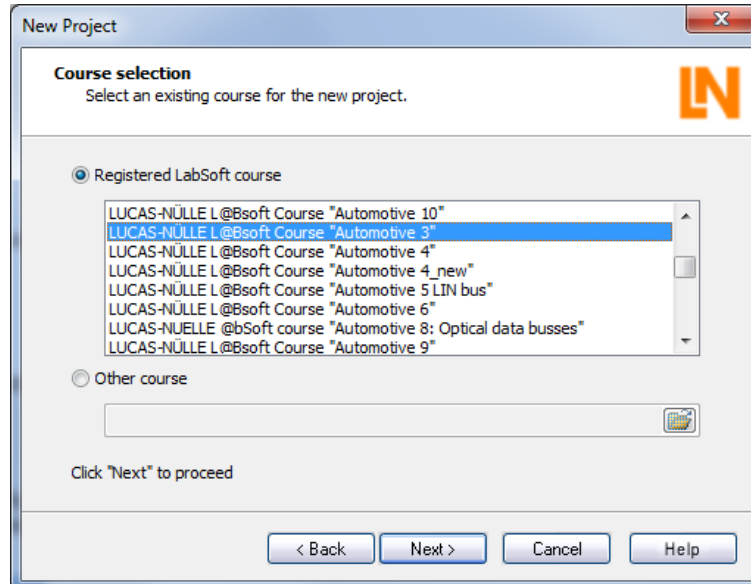 New Project
Course selection
Select an existing course for the new project.
LN
Registered LabSoft course
LUCAS-NÜLLE L@Bsoft Course "Automotive 10"
LUCAS-NÜLLE L@Bsoft Course "Automotive 3"
LUCAS-NÜLLE L@Bsoft Course "Automotive 4"
LUCAS-NÜLLE L@Bsoft Course "Automotive 4_new"
LUCAS-NÜLLE L@Bsoft Course "Automotive 5 LIN bus"
LUCAS-NÜLLE L@Bsoft Course "Automotive 6"
LUCAS-NUELLE @bSoft course "Automotive 8: Optical data busses"
LUCAS-NÜLLE L@Bsoft Course "Automotive 9"
Other course
Click "Next" to proceed
< Back Next > Cancel Help